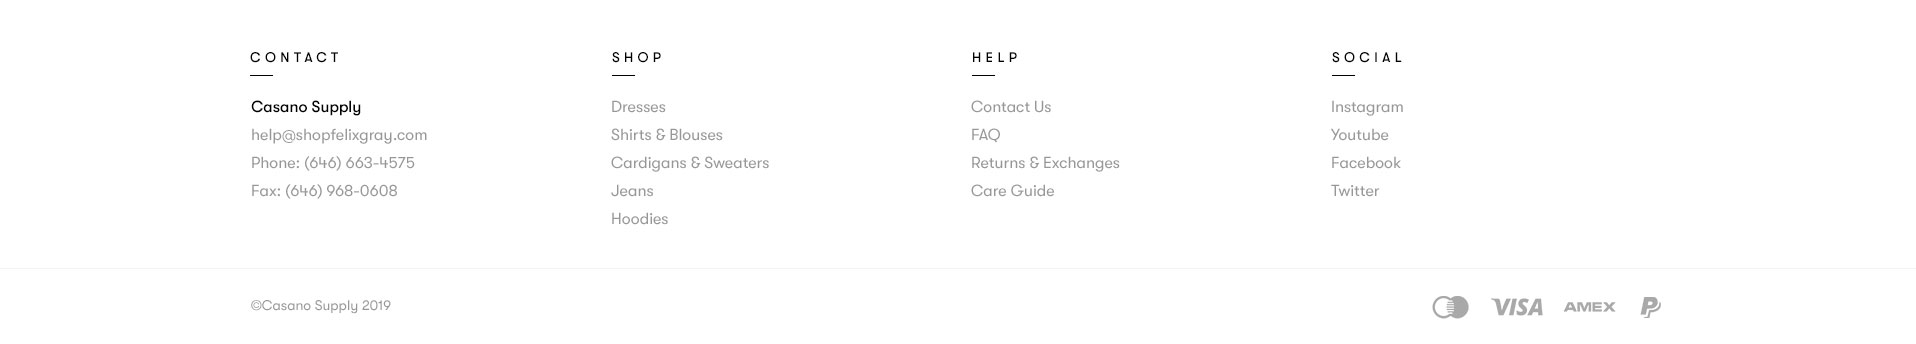 CONTACT
Casano Supply
help@shopfelixgray.com
Phone: (646) 663-4575
Fax: (646) 968-0608
SHOP
Dresses
Shirts & Blouses
Cardigans & Sweaters
Jeans
Hoodies
HELP
Contact Us
FAQ
Returns & Exchanges
Care Guide
SOCIAL
Instagram
Youtube
Facebook
Twitter
©Casano Supply 2019
VISA AMEX